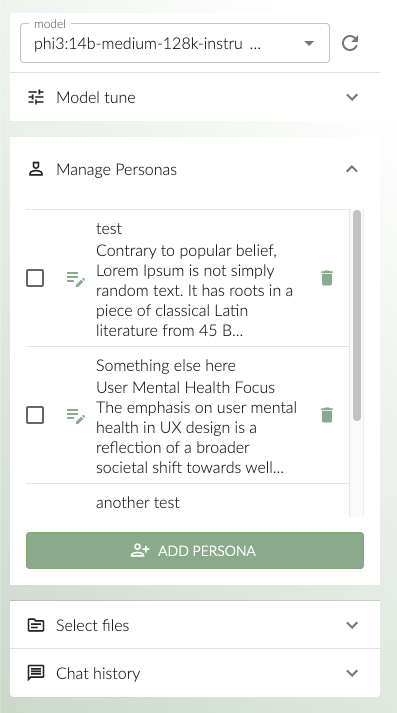 model
phi3:14b-medium-128k-instru ...
Model tune
Manage Personas
test
Contrary to popular belief,
Lorem Ipsum is not simply
random text. It has roots in a
piece of classical Latin
literature from 45 B...
Something else here
User Mental Health Focus
The emphasis on user mental
health in UX design is a
reflection of a broader
societal shift towards well...
another test
ADD PERSONA
Select files
Chat history